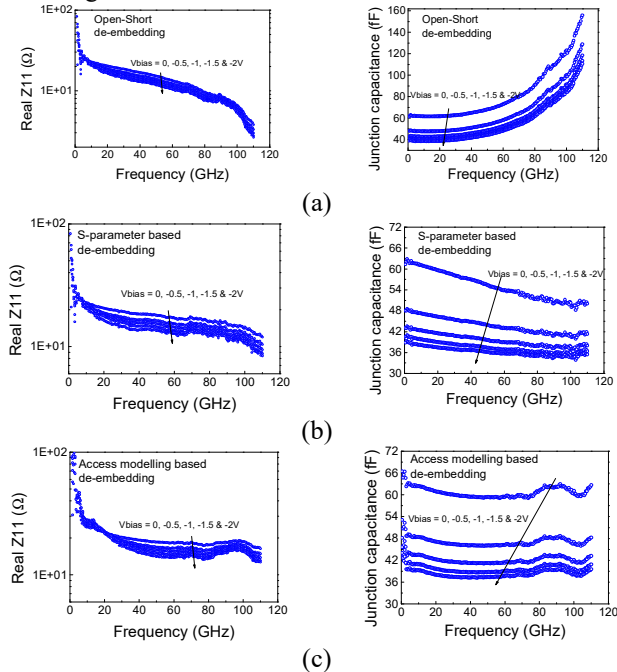 1E+02
1E+01
Real Z11 (Ω)
Open-Short
de-embedding
Vbias = 0, -0.5, -1, -1.5 & -2V
0 20 40 60 80 100 120
Frequency (GHz)
160
140
120
100
80
60
40
Junction capacitance (fF)
Open-Short
de-embedding
Vbias = 0, -0.5, -1, -1.5 & -2V
0 20 40 60 80 100 120
Frequency (GHz)
(a)
1E+02
1E+01
Real Z11 (Ω)
S-parameter based
de-embedding
Vbias = 0, -0.5, -1, -1.5 & -2V
0 20 40 60 80 100 120
Frequency (GHz)
72
66
60
54
48
42
36
30
Junction capacitance (fF)
S-parameter based
de-embedding
Vbias = 0, -0.5, -1, -1.5 & -2V
0 20 40 60 80 100 120
Frequency (GHz)
(b)
1E+02
1E+01
Real Z11 (Ω)
Access modelling based
de-embedding
Vbias = 0, -0.5, -1, -1.5 & -2V
0 20 40 60 80 100 120
Frequency (GHz)
72
66
60
54
48
42
36
30
Junction capacitance (fF)
Access modelling based
de-embedding
Vbias = 0, -0.5, -1, -1.5 & -2V
0 20 40 60 80 100 120
Frequency (GHz)
(c)